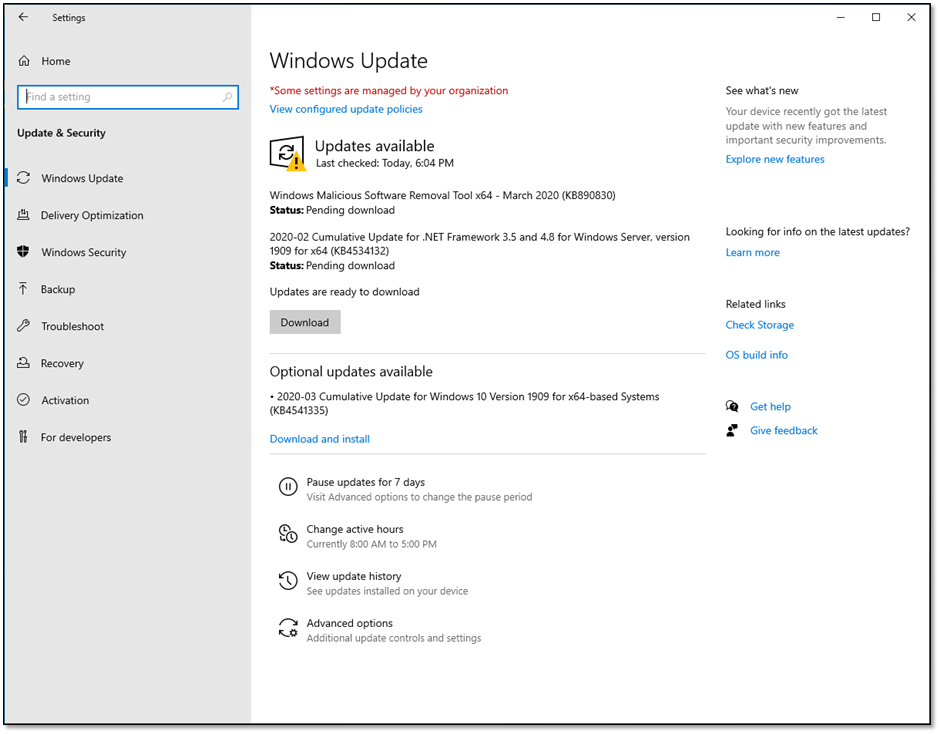 Settings
Home
Find a setting
Update & Security
Windows Update
Delivery Optimization
Windows Security
Backup
Troubleshoot
Recovery
Activation
For developers
Windows Update
*Some settings are managed by your organization
View configured update policies
Updates available
Last checked: Today, 6:04 PM
Windows Malicious Software Removal Tool x64 - March 2020 (KB890830)
Status: Pending download
2020-02 Cumulative Update for .NET Framework 3.5 and 4.8 for Windows Server, version
1909 for x64 (KB4534132)
Status: Pending download
Updates are ready to download
Download
Optional updates available
• 2020-03 Cumulative Update for Windows 10 Version 1909 for x64-based Systems
(KB4541335)
Download and install
Pause updates for 7 days
Visit Advanced options to change the pause period
Change active hours
Currently 8:00 AM to 5:00 PM
View update history
See updates installed on your device
Advanced options
Additional update controls and settings
See what's new
Your device recently got the latest
update with new features and
important security improvements.
Explore new features
Looking for info on the latest updates?
Learn more
Related links
Check Storage
OS build info
Get help
Give feedback